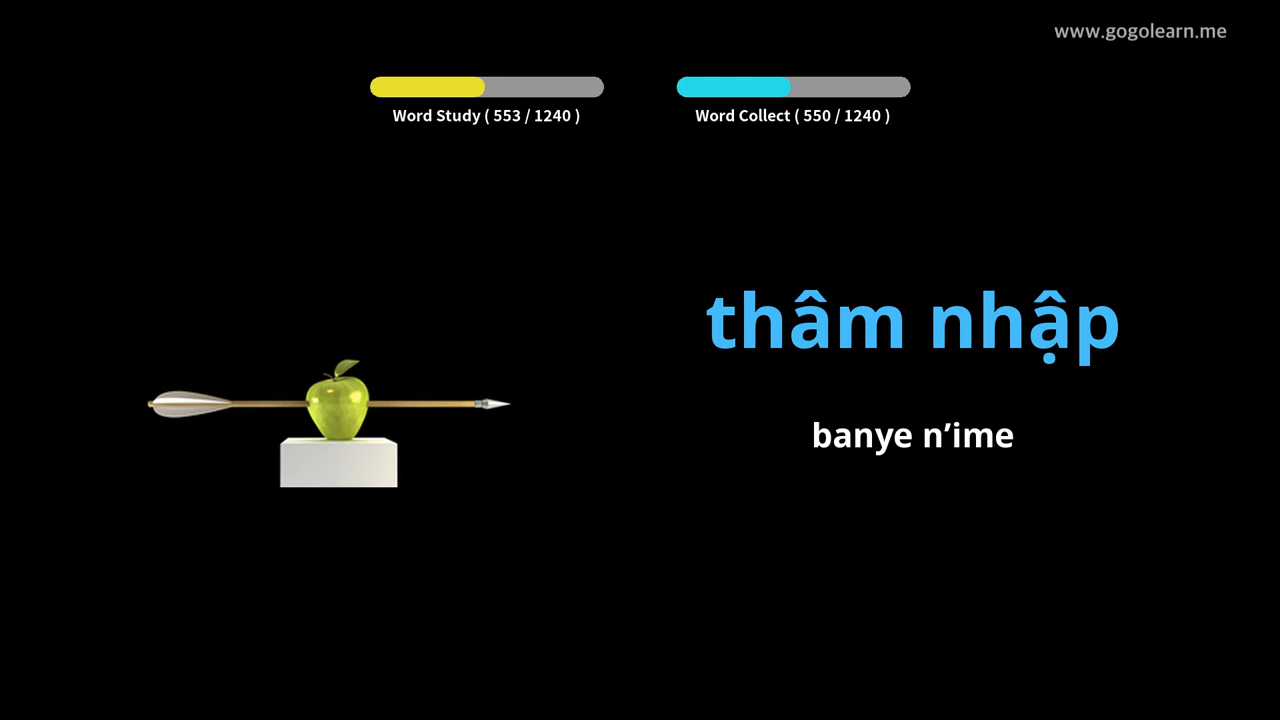 www.gogolearn.me
Word Study ( 553 / 1240 )
Word Collect ( 550 / 1240 )
thâm nhập
banye n’ime